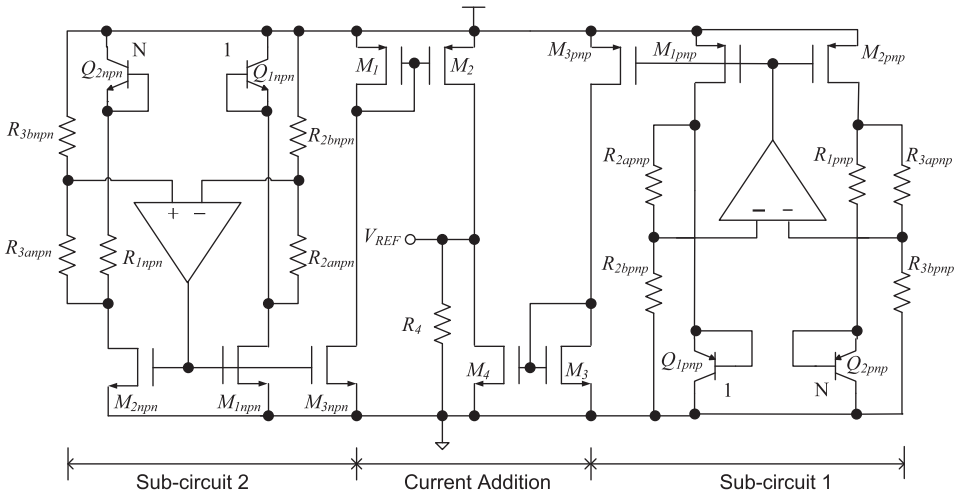 N 1
Q2npn Q1npn M1 M2 M3pnp M1pnp M2pnp
R3bnpn R2bnpn R2apnp R1pnp R3apnp
+ − − −
R3anpn R1npn R2anpn VREF R2bpnp R3bpnp
R4
M4 M3 Q1pnp Q2pnp
1 N
M2npn M1npn M3npn
Sub-circuit 2 Current Addition Sub-circuit 1